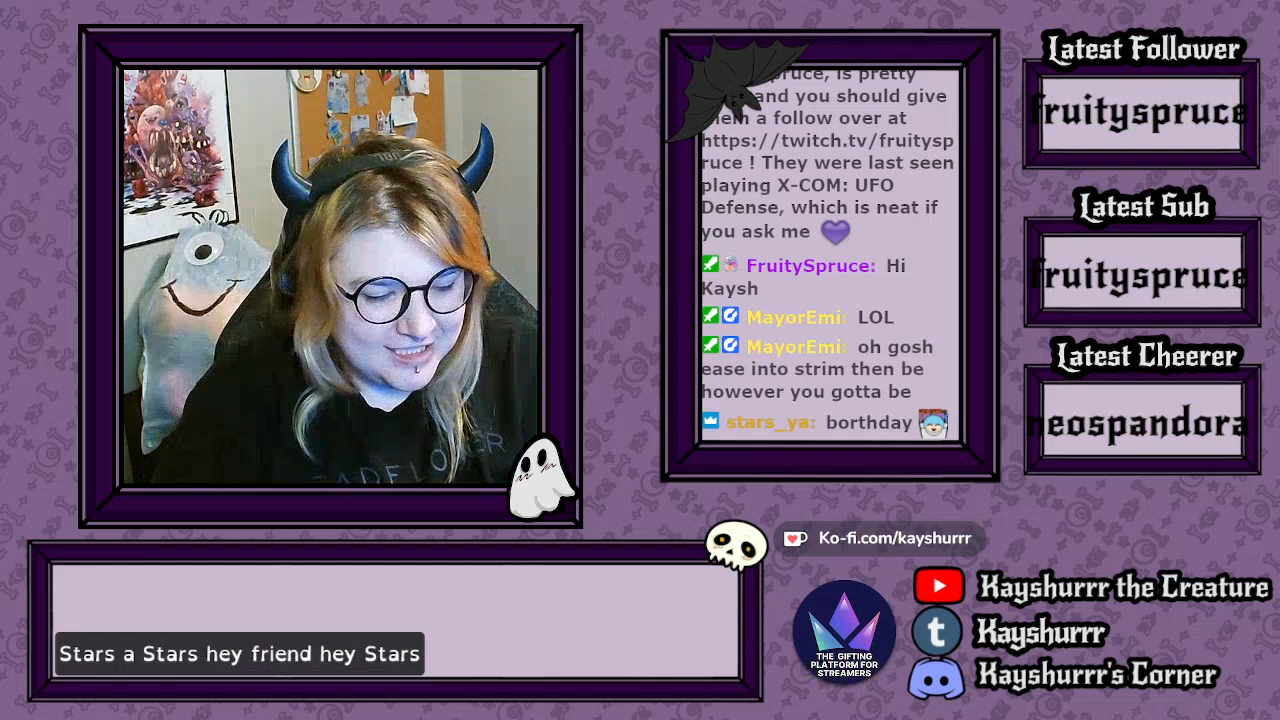 spruce, is pretty
and you should give
them a follow over at
https://twitch.tv/fruitysp
ruce ! They were last seen
playing X-COM: UFO
Defense, which is neat if
you ask me
FruitySpruce: Hi
Kaysh
MayorEmi: LOL
MayorEmi: oh gosh
ease into strim then be
however you gotta be
stars_ya: borthday
Latest Follower
fruityspruce
Latest Sub
fruityspruce
Latest Cheerer
neospandora
Stars a Stars hey friend hey Stars
Ko-fi.com/kayshurrr
THE GIFTING
PLATFORM FOR
STREAMERS
Kayshurrr the Creature
t Kayshurrr
Kayshurrr's Corner